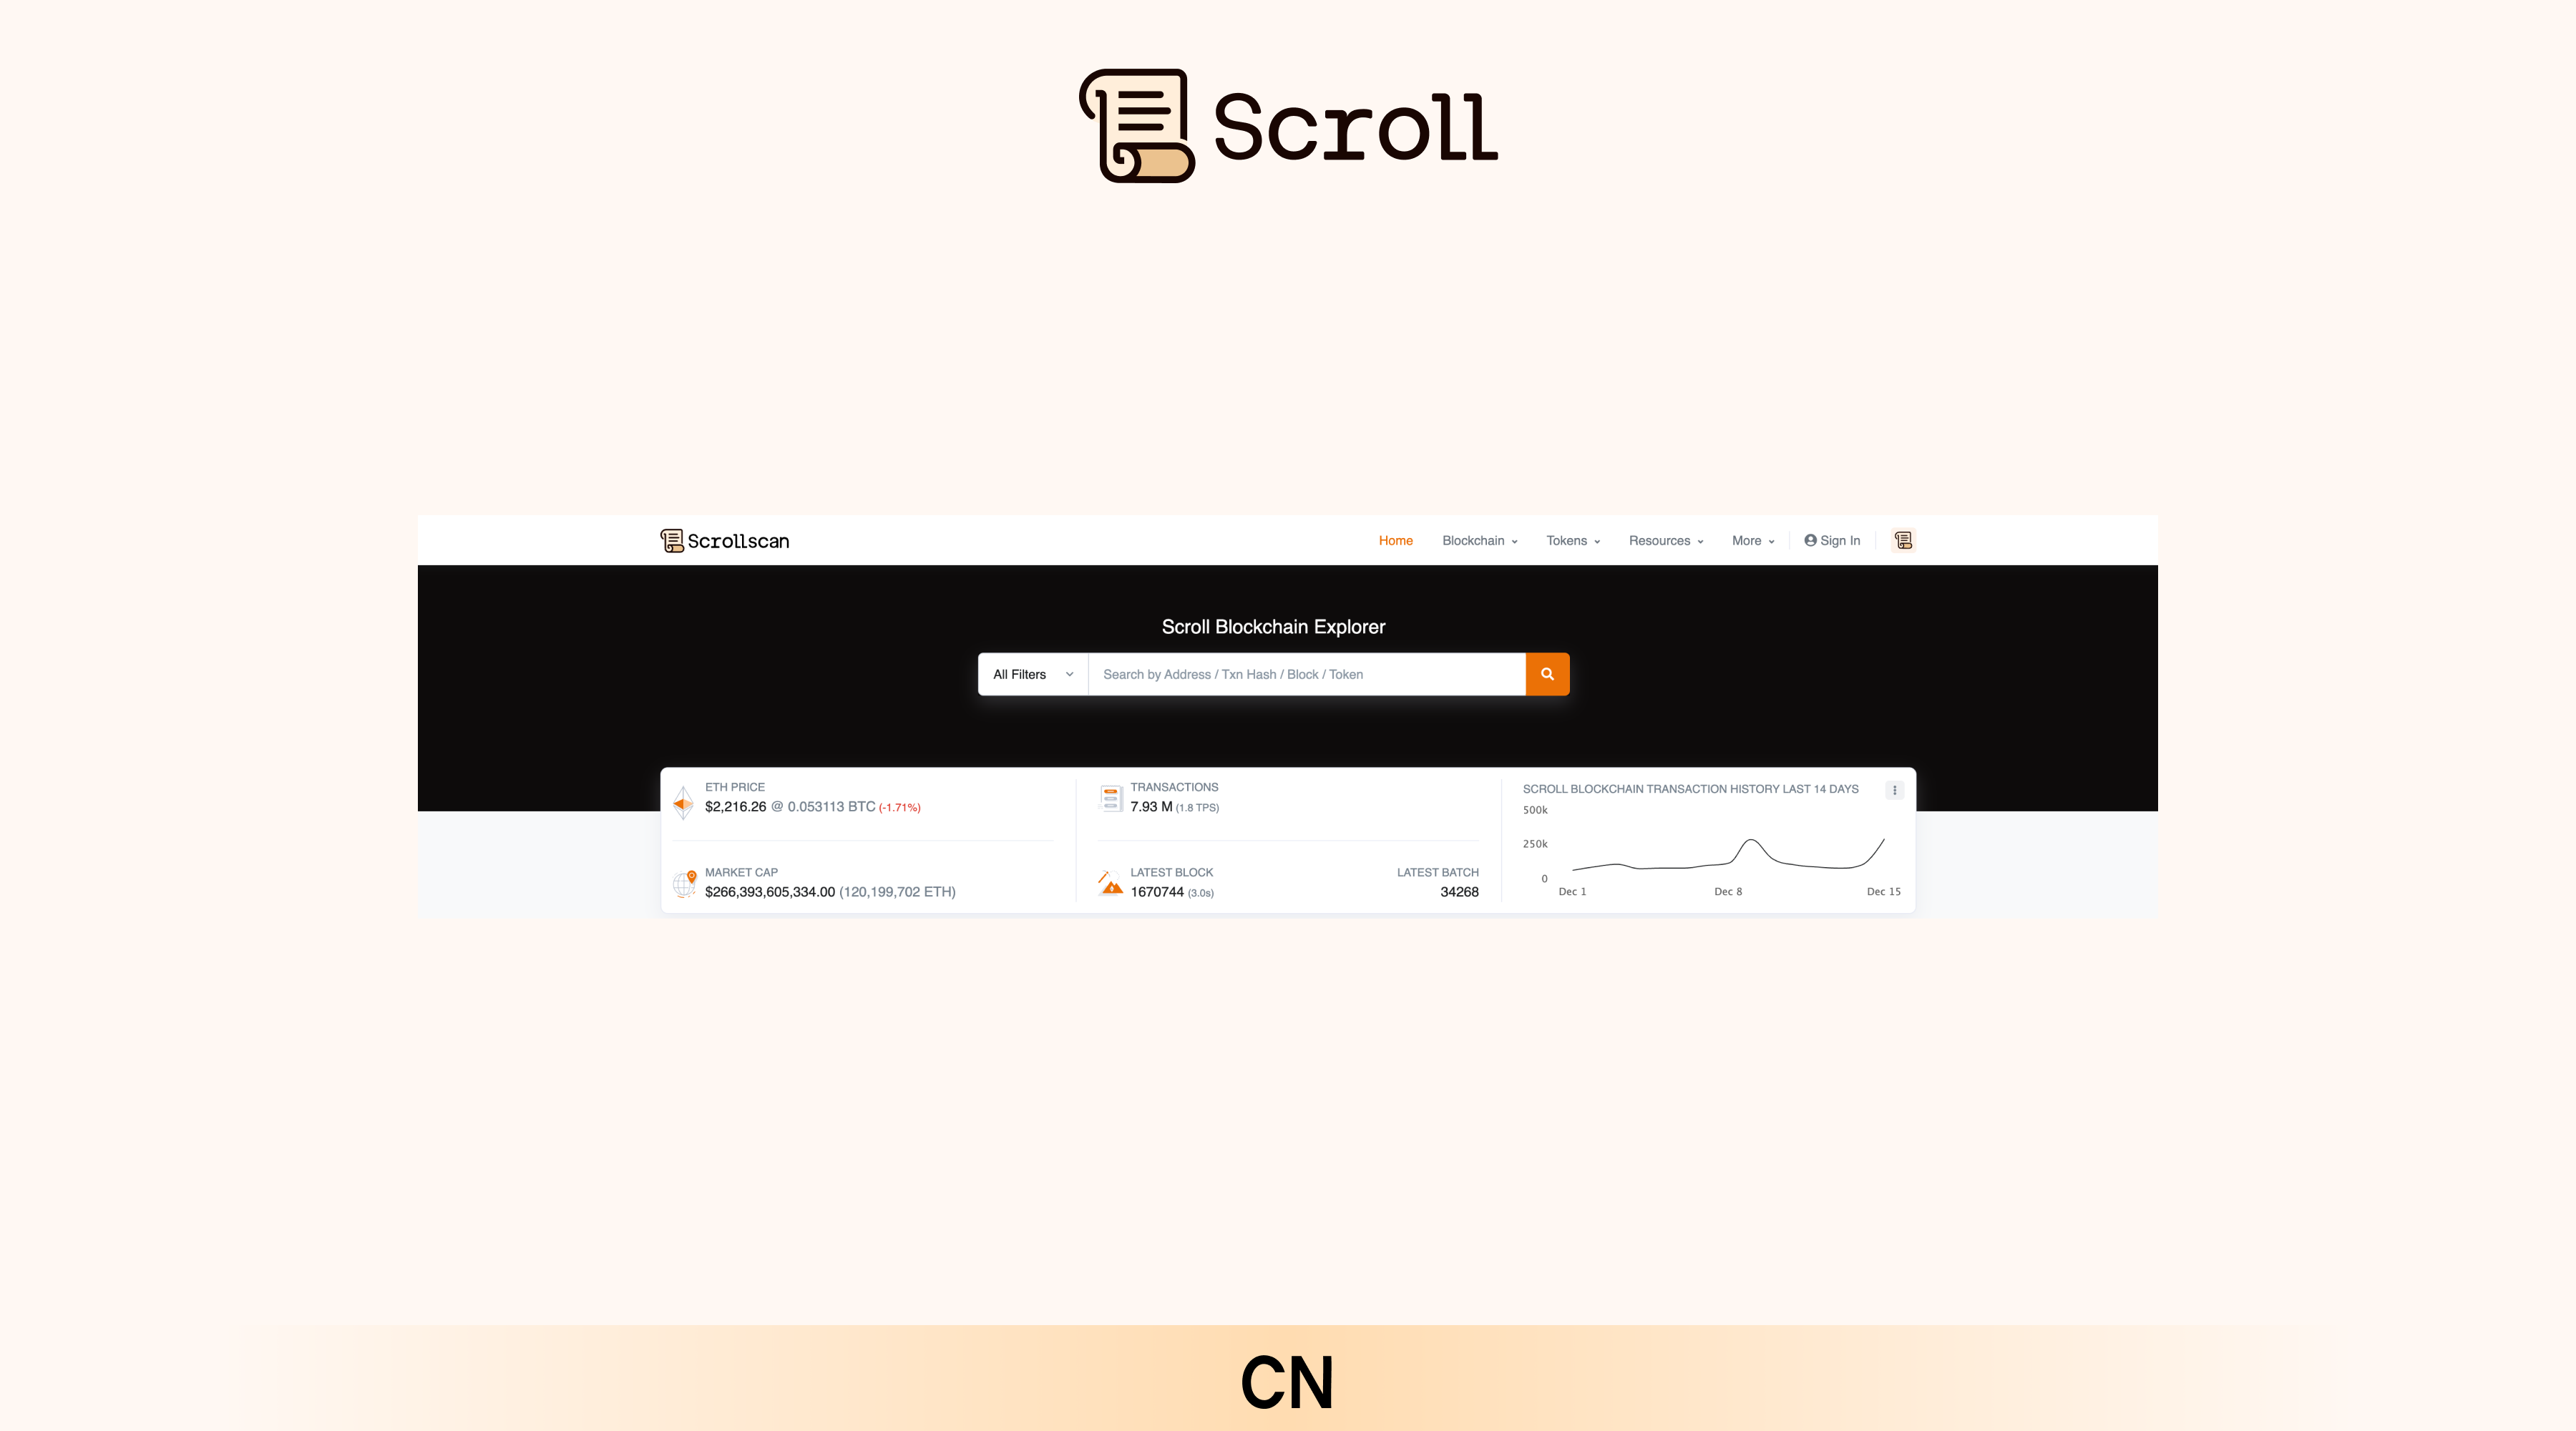 Scroll
Scrollscan
Home Blockchain Tokens Resources More Sign In
Scroll Blockchain Explorer
All Filters Search by Address / Txn Hash / Block / Token
ETH PRICE
$2,216.26 @ 0.053113 BTC (-1.71%)
MARKET CAP
$266,393,605,334.00 (120,199,702 ETH)
TRANSACTIONS
7.93 M (1.8 TPS)
LATEST BLOCK
1670744 (3.0s)
LATEST BATCH
34268
SCROLL BLOCKCHAIN TRANSACTION HISTORY LAST 14 DAYS
500k
250k
0
Dec 1 Dec 8 Dec 15
CN